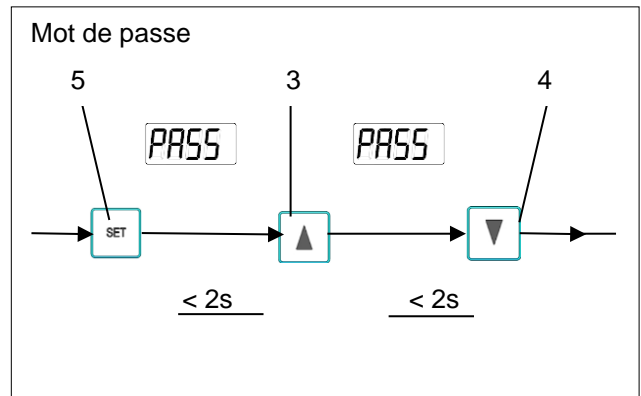 Mot de passe
5 3 4
PASS PASS
SET
< 2s < 2s